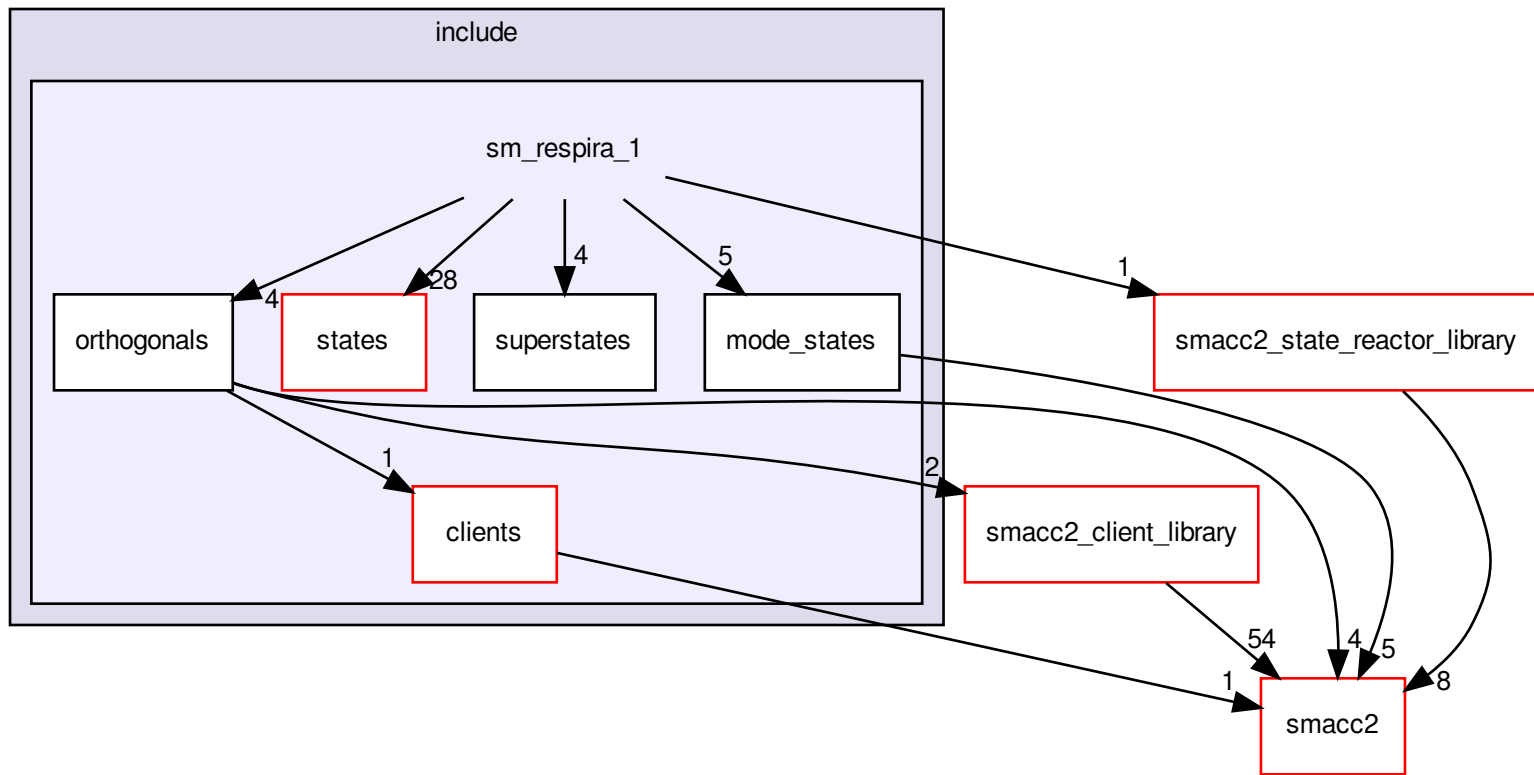 include
sm_respira_1
4
28
4
5
1
orthogonals
states
superstates
mode_states
smacc2_state_reactor_library
1
2
clients
smacc2_client_library
54
4
5
8
1
smacc2